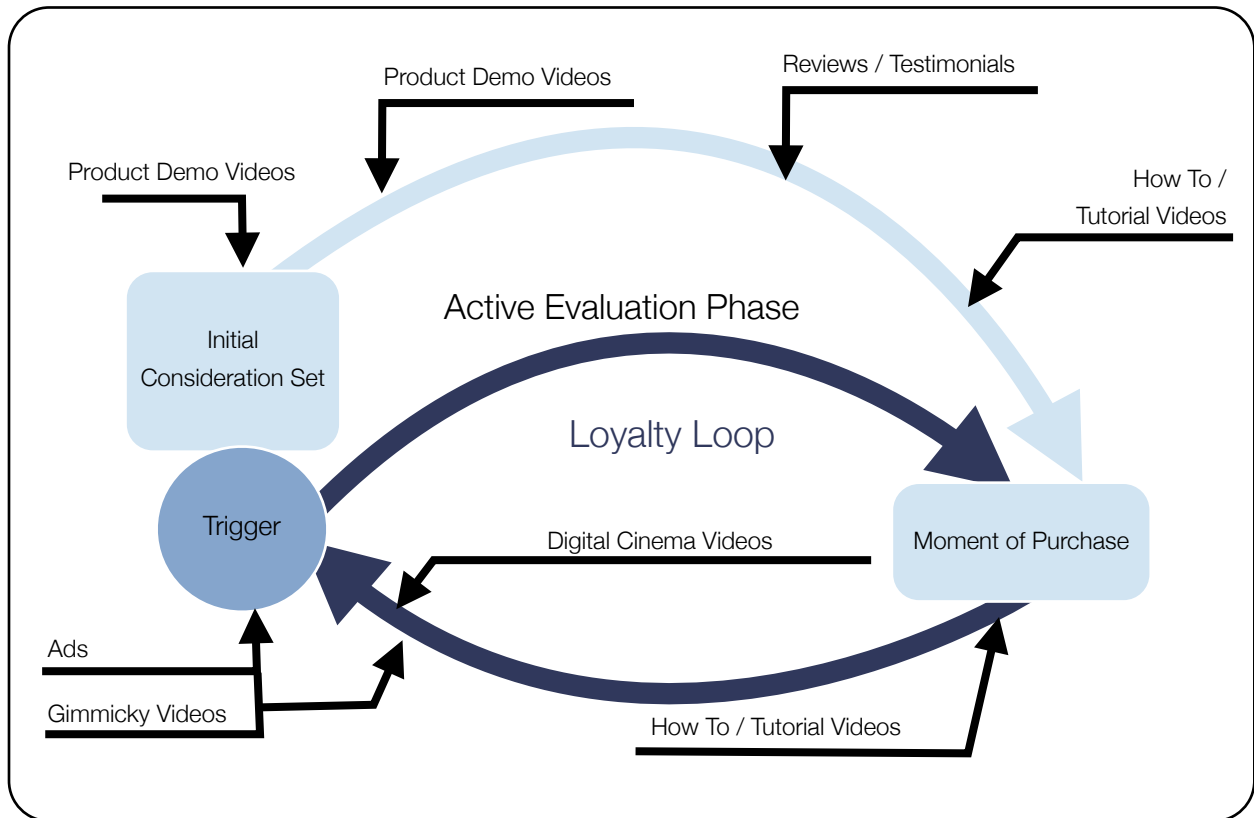 Reviews / Testimonials
Product Demo Videos
Product Demo Videos
How To /
Tutorial Videos
Active Evaluation Phase
Initial
Consideration Set
Loyalty Loop
Trigger
Digital Cinema Videos
Moment of Purchase
Ads
Gimmicky Videos
How To / Tutorial Videos